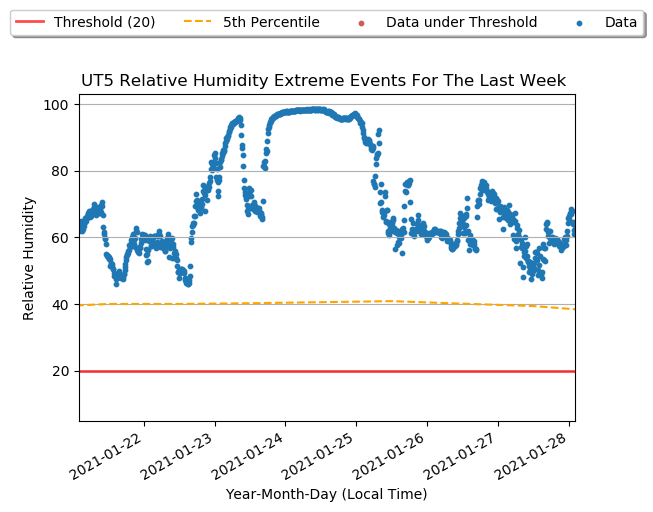 Threshold (20) 5th Percentile Data under Threshold Data
UT5 Relative Humidity Extreme Events For The Last Week
100
80
60
40
20
Relative Humidity
2021-01-22 2021-01-23 2021-01-24 2021-01-25 2021-01-26 2021-01-27 2021-01-28
Year-Month-Day (Local Time)